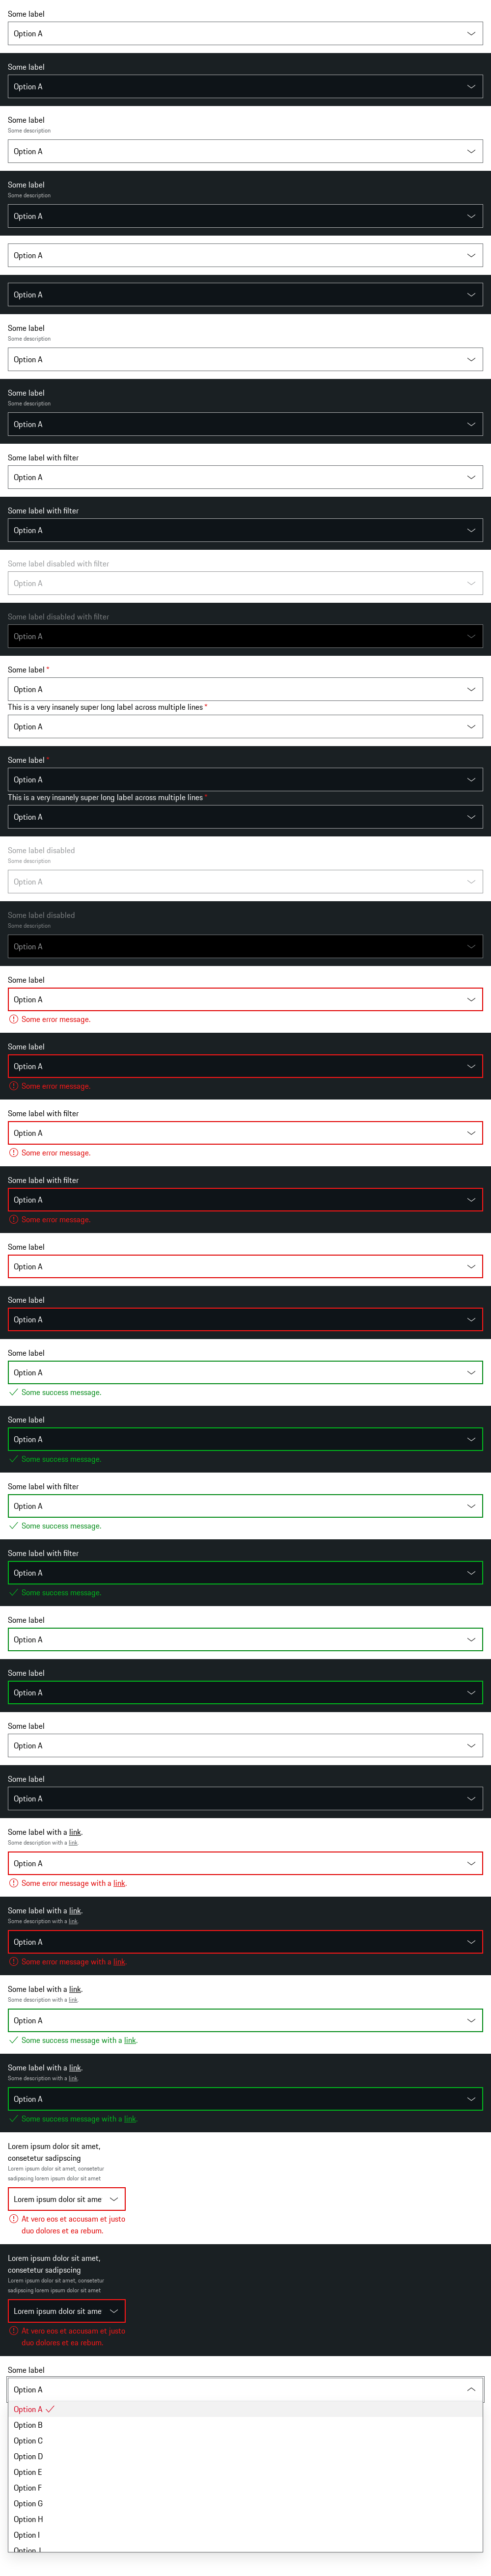 Some label
Option A
Some label
Option A
Some label
Some description
Option A
Some label
Some description
Option A
Option A
Option A
Some label
Some description
Option A
Some label
Some description
Option A
Some label with filter
Option A
Some label with filter
Option A
Some label disabled with filter
Option A
Some label disabled with filter
Option A
Some label *
Option A
This is a very insanely super long label across multiple lines *
Option A
Some label *
Option A
This is a very insanely super long label across multiple lines *
Option A
Some label disabled
Some description
Option A
Some label disabled
Some description
Option A
Some label
Option A
Some error message.
Some label
Option A
Some error message.
Some label with filter
Option A
Some error message.
Some label with filter
Option A
Some error message.
Some label
Option A
Some label
Option A
Some label
Option A
Some success message.
Some label
Option A
Some success message.
Some label with filter
Option A
Some success message.
Some label with filter
Option A
Some success message.
Some label
Option A
Some label
Option A
Some label
Option A
Some label
Option A
Some label with a link.
Some description with a link.
Option A
Some error message with a link.
Some label with a link.
Some description with a link.
Option A
Some error message with a link.
Some label with a link.
Some description with a link.
Option A
Some success message with a link.
Some label with a link.
Some description with a link.
Option A
Some success message with a link.
Lorem ipsum dolor sit amet,
consetetur sadipscing
Lorem ipsum dolor sit amet, consetetur
sadipscing lorem ipsum dolor sit amet
Lorem ipsum dolor sit ame
At vero eos et accusam et justo
duo dolores et ea rebum.
Lorem ipsum dolor sit amet,
consetetur sadipscing
Lorem ipsum dolor sit amet, consetetur
sadipscing lorem ipsum dolor sit amet
Lorem ipsum dolor sit ame
At vero eos et accusam et justo
duo dolores et ea rebum.
Some label
Option A
Option A
Option B
Option C
Option D
Option E
Option F
Option G
Option H
Option I
Option J